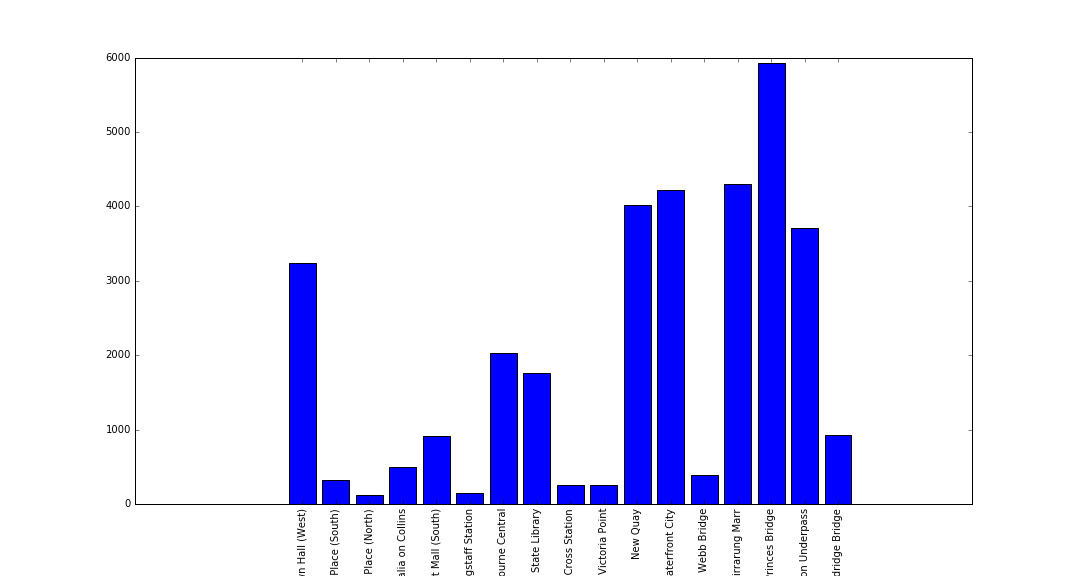 6000
5000
4000
3000
2000
1000
0
wn Hall (West)
Place (South)
Place (North)
alia on Collins
t Mall (South)
gstaff Station
ourne Central
State Library
Cross Station
Victoria Point
New Quay
aterfront City
Webb Bridge
irrarung Marr
rinces Bridge
on Underpass
dridge Bridge